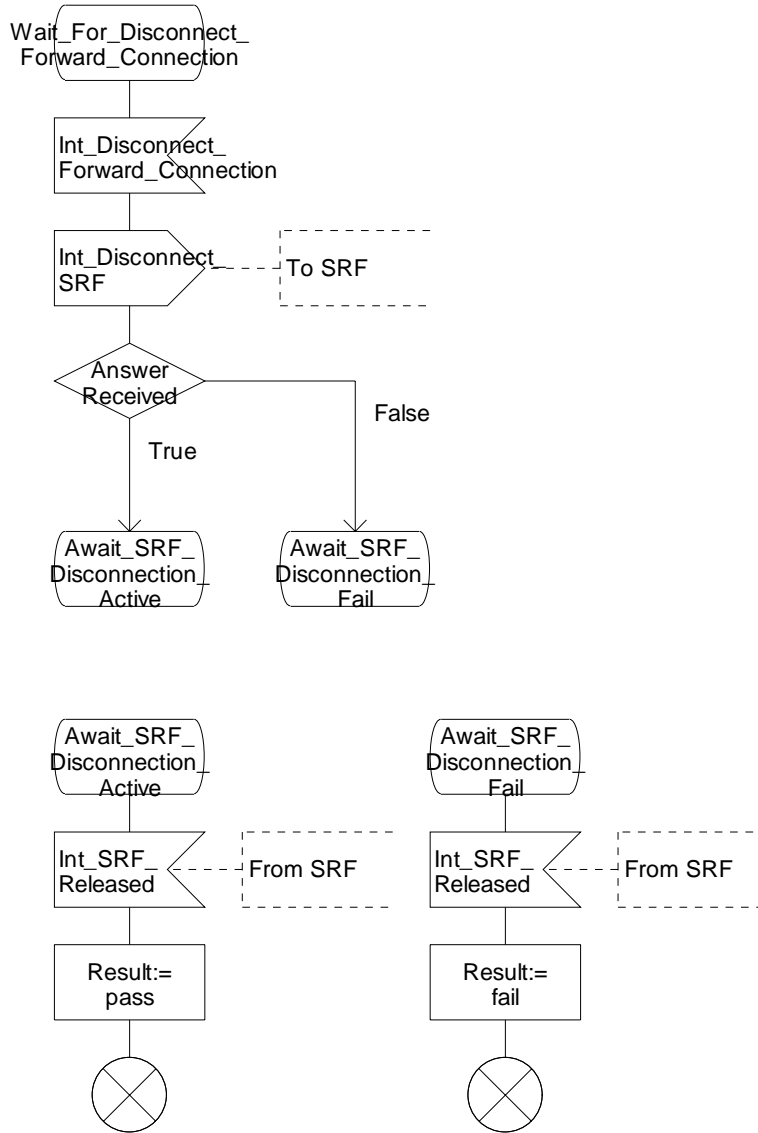 Wait_For_Disconnect_
Forward_Connection
Int_Disconnect_
Forward_Connection
Int_Disconnect_
SRF
To SRF
Answer
Received
False
True
Await_SRF_
Disconnection_
Active
Await_SRF_
Disconnection_
Fail
Await_SRF_
Disconnection_
Active
Await_SRF_
Disconnection_
Fail
Int_SRF_
Released
From SRF
Int_SRF_
Released
From SRF
Result:=
pass
Result:=
fail